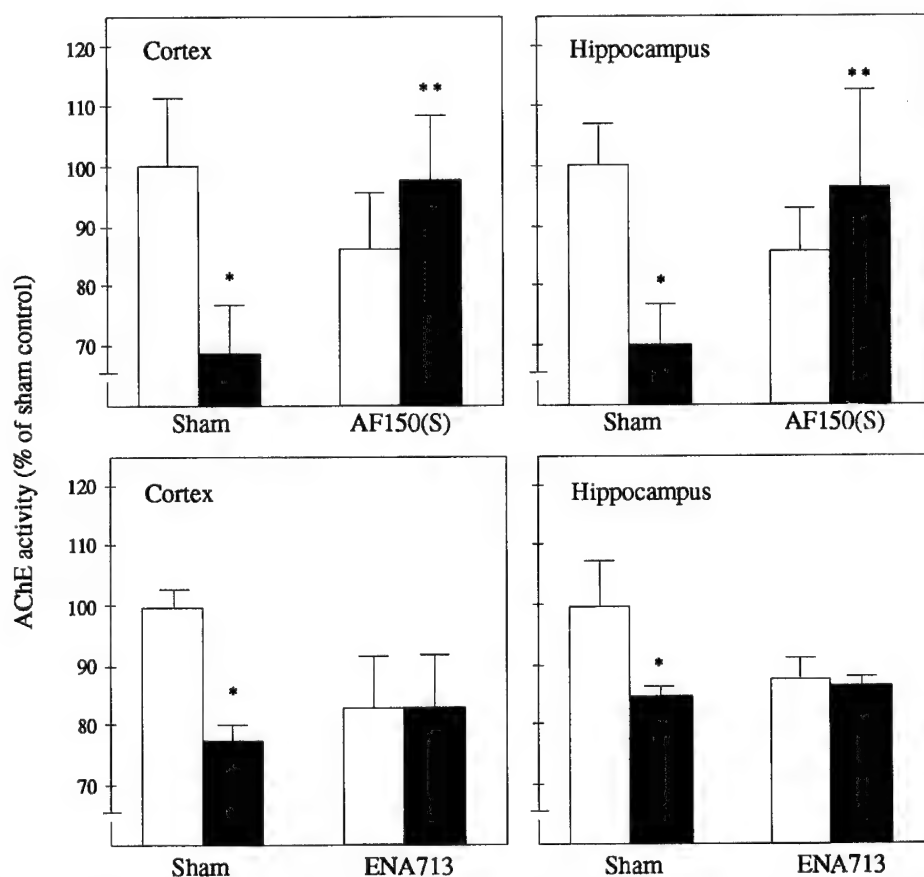 AChE activity (% of sham control)
Cortex
120
110
100
90
80
70
*
**
Sham AF150(S)
Hippocampus
*
**
Sham AF150(S)
Cortex
120
110
100
90
80
70
*
Sham ENA713
Hippocampus
*
Sham ENA713